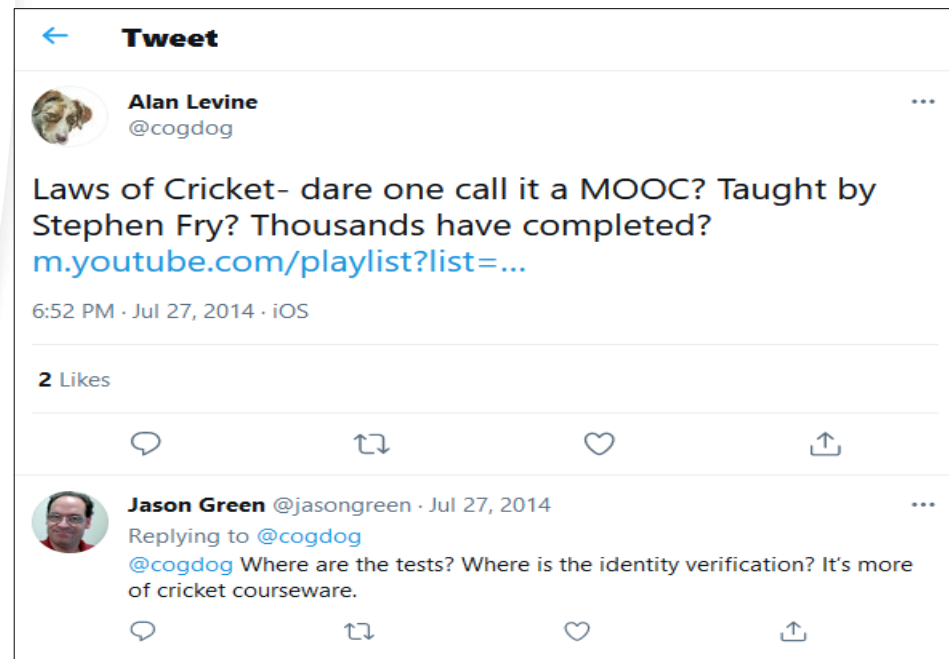 Tweet
Alan Levine
@cogdog
Laws of Cricket- dare one call it a MOOC? Taught by
Stephen Fry? Thousands have completed?
m.youtube.com/playlist?list=...
6:52 PM · Jul 27, 2014 · iOS
2 Likes
Jason Green @jasongreen · Jul 27, 2014
Replying to @cogdog
@cogdog Where are the tests? Where is the identity verification? It's more
of cricket courseware.